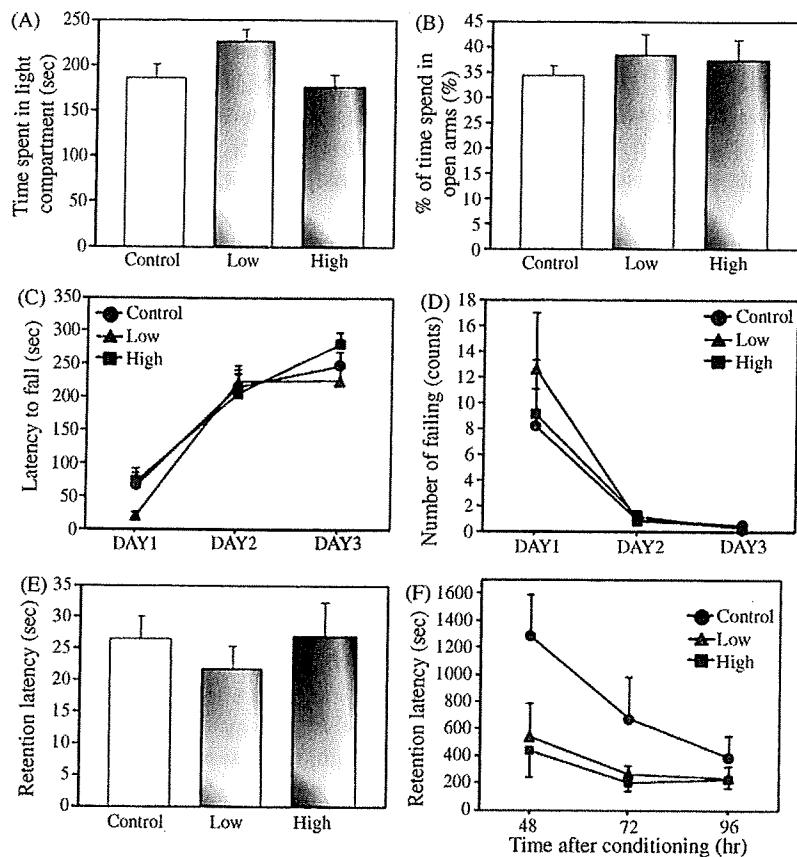 (A)
Time spent in light
compartment (sec)
250
200
150
100
50
0
Control
Low
High
(B)
% of time spend in
open arms (%)
45
40
35
30
25
20
15
10
5
0
Control
Low
High
(C)
Latency to fall (sec)
350
300
250
200
150
100
50
0
Control
Low
High
DAY1
DAY2
DAY3
(D)
Number of failing (counts)
18
16
14
12
10
8
6
4
2
0
Control
Low
High
DAY1
DAY2
DAY3
(E)
Retention latency (sec)
35
30
25
20
15
10
5
0
Control
Low
High
(F)
Retention latency (sec)
1600
1400
1200
1000
800
600
400
200
0
Control
Low
High
48
72
96
Time after conditioning (hr)